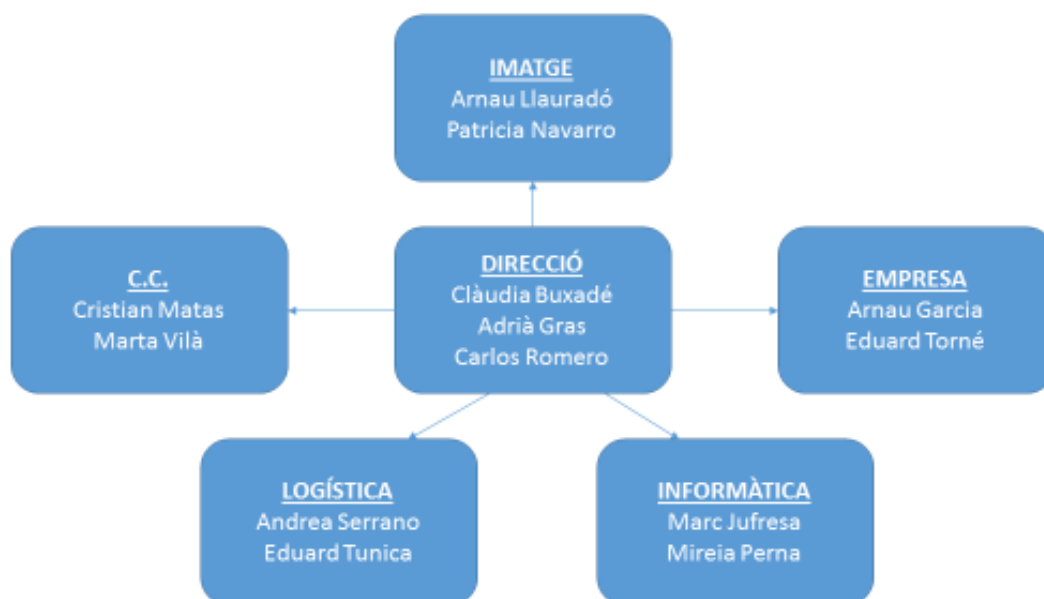 IMATGE
Arnau Llauradó
Patricia Navarro
C.C.
Cristian Matas
Marta Vilà
DIRECCIÓ
Clàudia Buxadé
Adrià Gras
Carlos Romero
EMPRESA
Arnau Garcia
Eduard Torné
LOGÍSTICA
Andrea Serrano
Eduard Tunica
INFORMÀTICA
Marc Jufresa
Mireia Perna